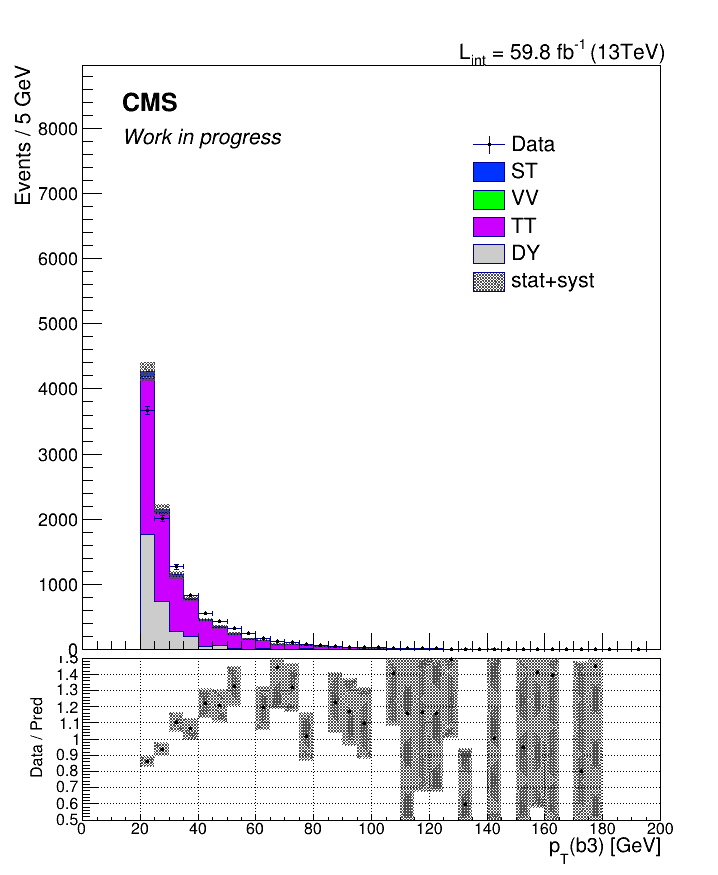 L_int = 59.8 fb^-1 (13TeV)
Events / 5 GeV
CMS
Work in progress
Data
ST
VV
TT
DY
stat+syst
8000
7000
6000
5000
4000
3000
2000
1000
0
Data / Pred
1.5
1.4
1.3
1.2
1.1
1
0.9
0.8
0.7
0.6
0.5
0 20 40 60 80 100 120 140 160 180 200
p_T(b3) [GeV]